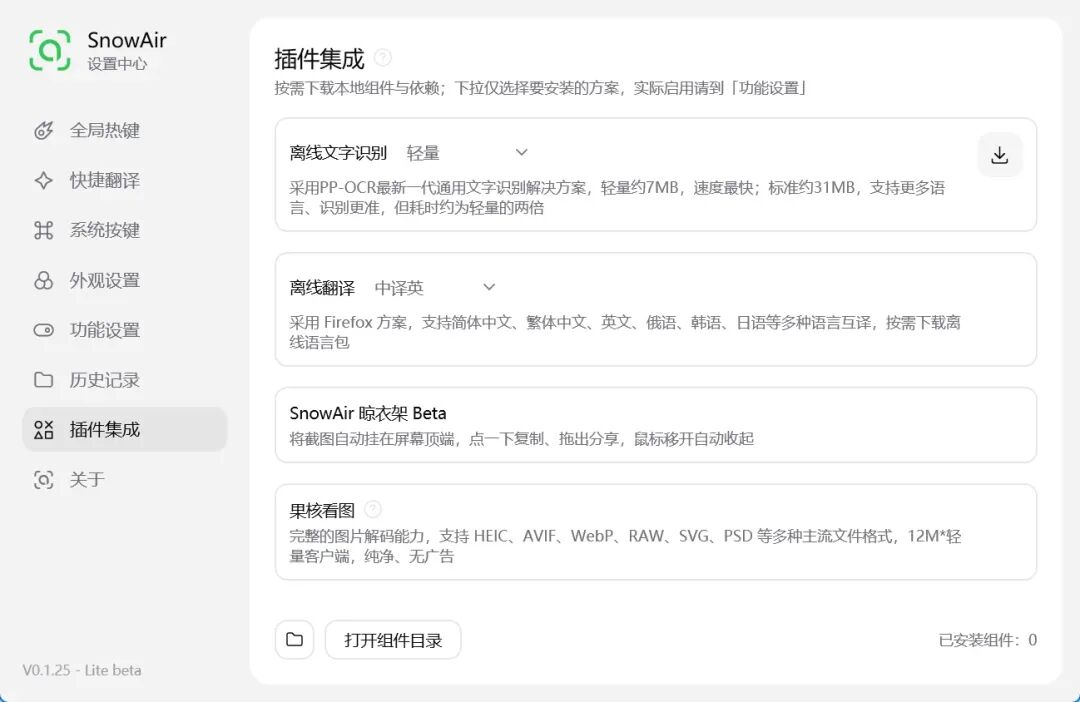 SnowAir
设置中心
全局热键
快捷翻译
系统按键
外观设置
功能设置
历史记录
插件集成
关于
V0.1.25 - Lite beta
插件集成 ?
按需下载本地组件与依赖；下拉仅选择要安装的方案，实际启用请到「功能设置」
离线文字识别 轻量
采用PP-OCR最新一代通用文字识别解决方案，轻量约7MB，速度最快；标准约31MB，支持更多语
言、识别更准，但耗时约为轻量的两倍
离线翻译 中译英
采用 Firefox 方案，支持简体中文、繁体中文、英文、俄语、韩语、日语等多种语言互译，按需下载离
线语言包
SnowAir 晾衣架 Beta
将截图自动挂在屏幕顶端，点一下复制、拖出分享，鼠标移开自动收起
果核看图 ?
完整的图片解码能力，支持 HEIC、AVIF、WebP、RAW、SVG、PSD 等多种主流文件格式，12M*轻
量客户端，纯净、无广告
打开组件目录
已安装组件：0